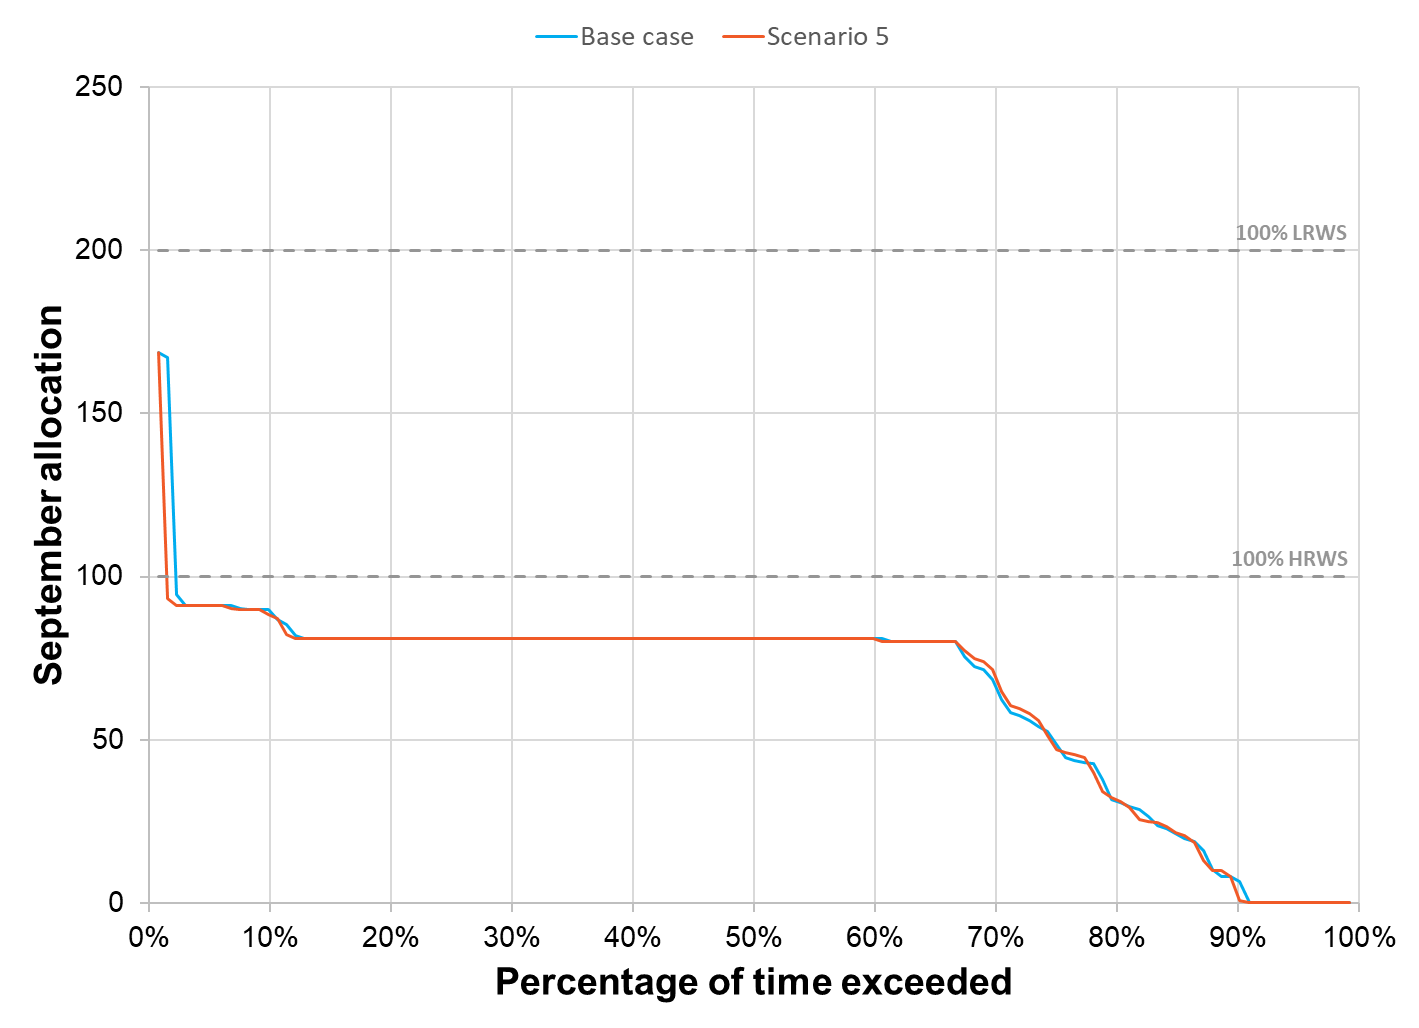 Base case Scenario 5
250
200
150
100
50
0
100% LRWS
100% HRWS
September allocation
0% 10% 20% 30% 40% 50% 60% 70% 80% 90% 100%
Percentage of time exceeded